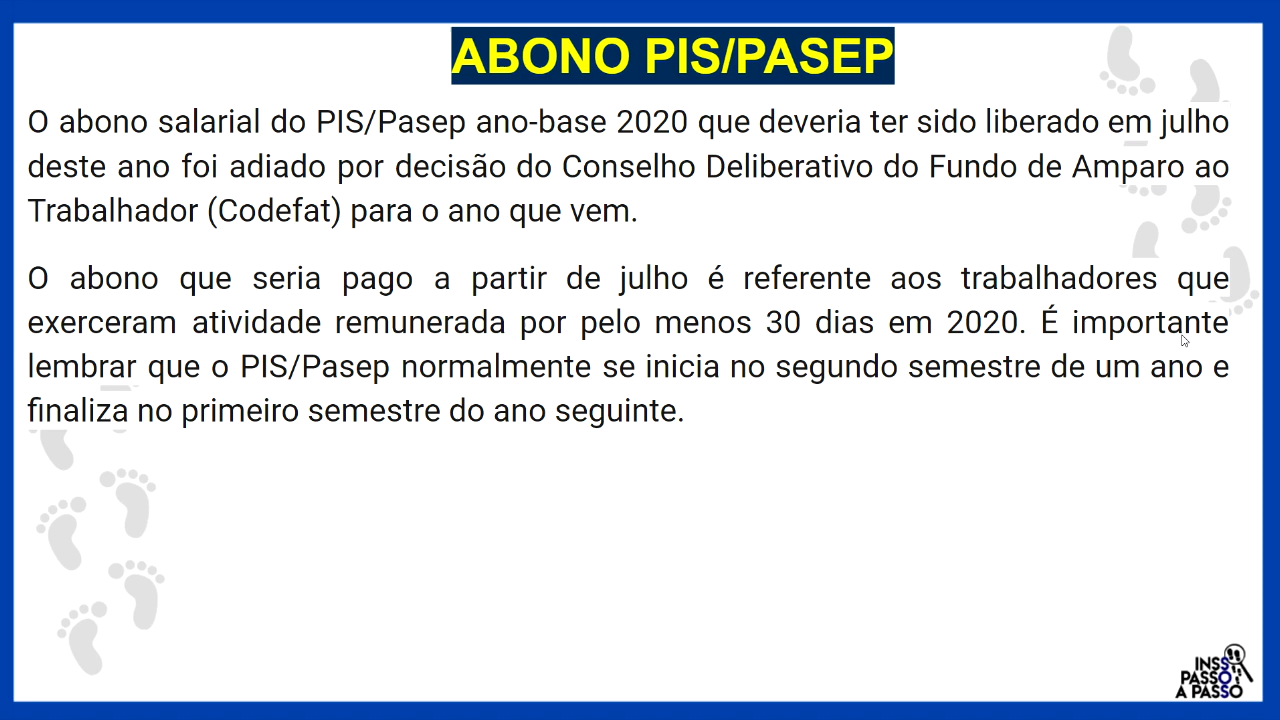 ABONO PIS/PASEP
O abono salarial do PIS/Pasep ano-base 2020 que deveria ter sido liberado em julho
deste ano foi adiado por decisão do Conselho Deliberativo do Fundo de Amparo ao
Trabalhador (Codefat) para o ano que vem.
O abono que seria pago a partir de julho é referente aos trabalhadores que
exerceram atividade remunerada por pelo menos 30 dias em 2020. É importante
lembrar que o PIS/Pasep normalmente se inicia no segundo semestre de um ano e
finaliza no primeiro semestre do ano seguinte.
INSS
PASSO
A PASSO